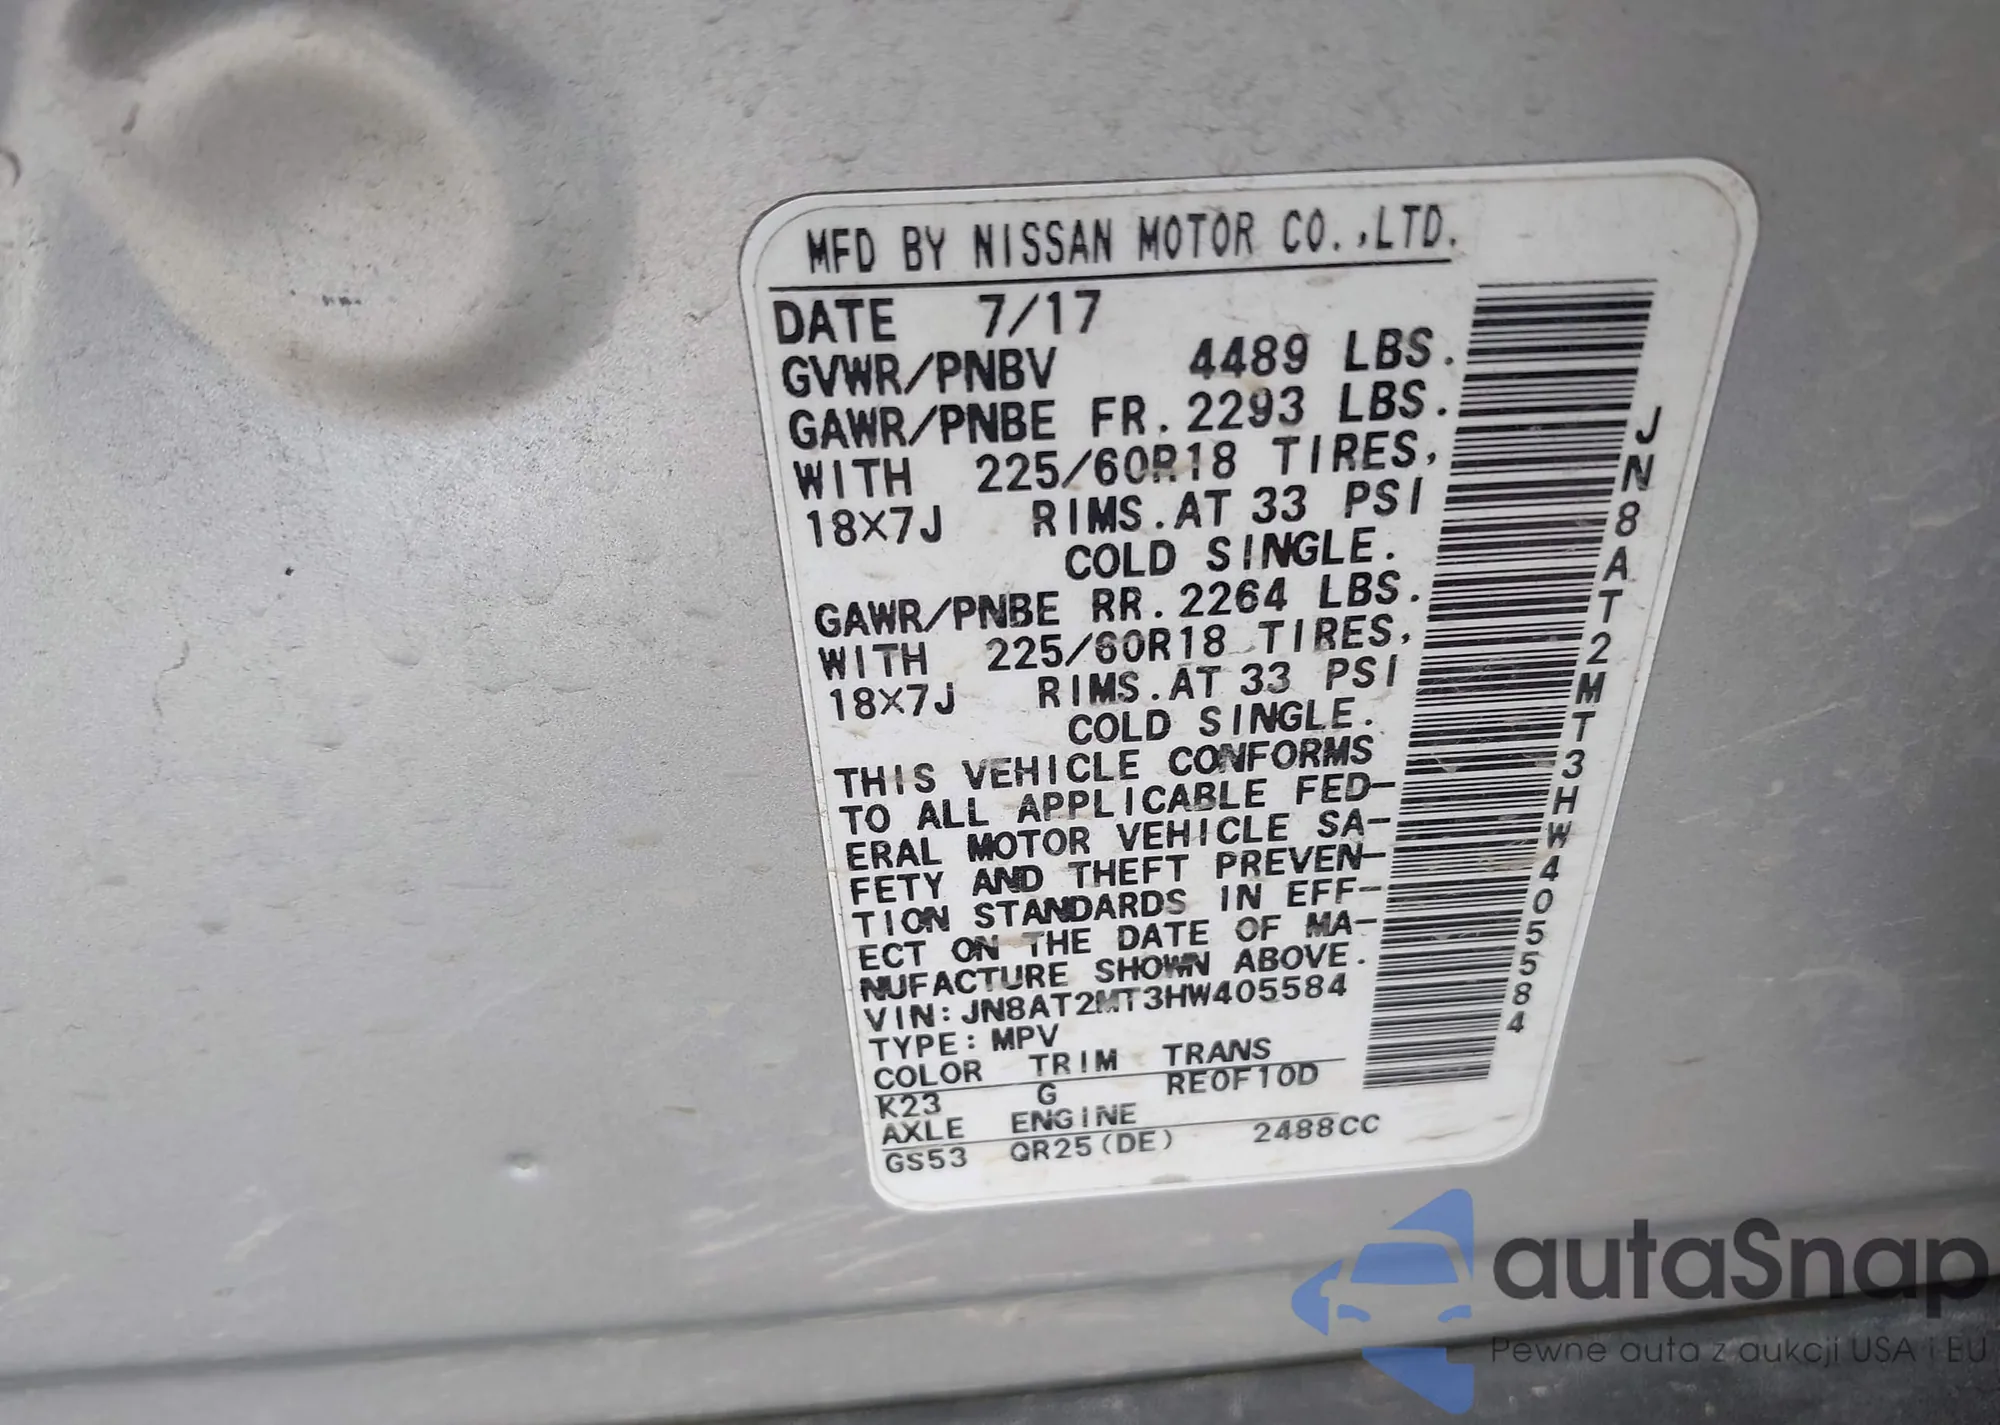 MFD BY NISSAN MOTOR CO.,LTD.
DATE 7/17
GVWR/PNBV 4489 LBS.
GAWR/PNBE FR.2293 LBS.
WITH 225/60R18 TIRES,
18X7J RIMS.AT 33 PSI
COLD SINGLE.
GAWR/PNBE RR.2264 LBS.
WITH 225/60R18 TIRES,
18X7J RIMS.AT 33 PSI
COLD SINGLE.
THIS VEHICLE CONFORMS
TO ALL APPLICABLE FED-
ERAL MOTOR VEHICLE SA-
FETY AND THEFT PREVEN-
TION STANDARDS IN EFF-
ECT ON THE DATE OF MA-
NUFACTURE SHOWN ABOVE.
VIN:JN8AT2MT3HW405584
TYPE:MPV
COLOR TRIM TRANS
K23 G RE0F10D
AXLE ENGINE
GS53 QR25(DE) 2488CC
JN8AT2MT3HW405584
autaSnap
Pewne auta z aukcji USA i EU